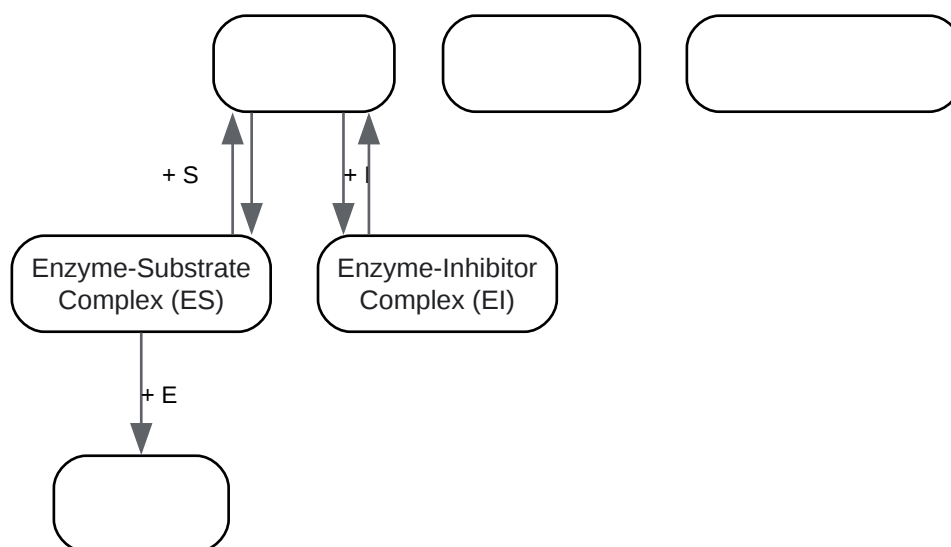 + S
+ I
Enzyme-Substrate
Complex (ES)
Enzyme-Inhibitor
Complex (EI)
+ E